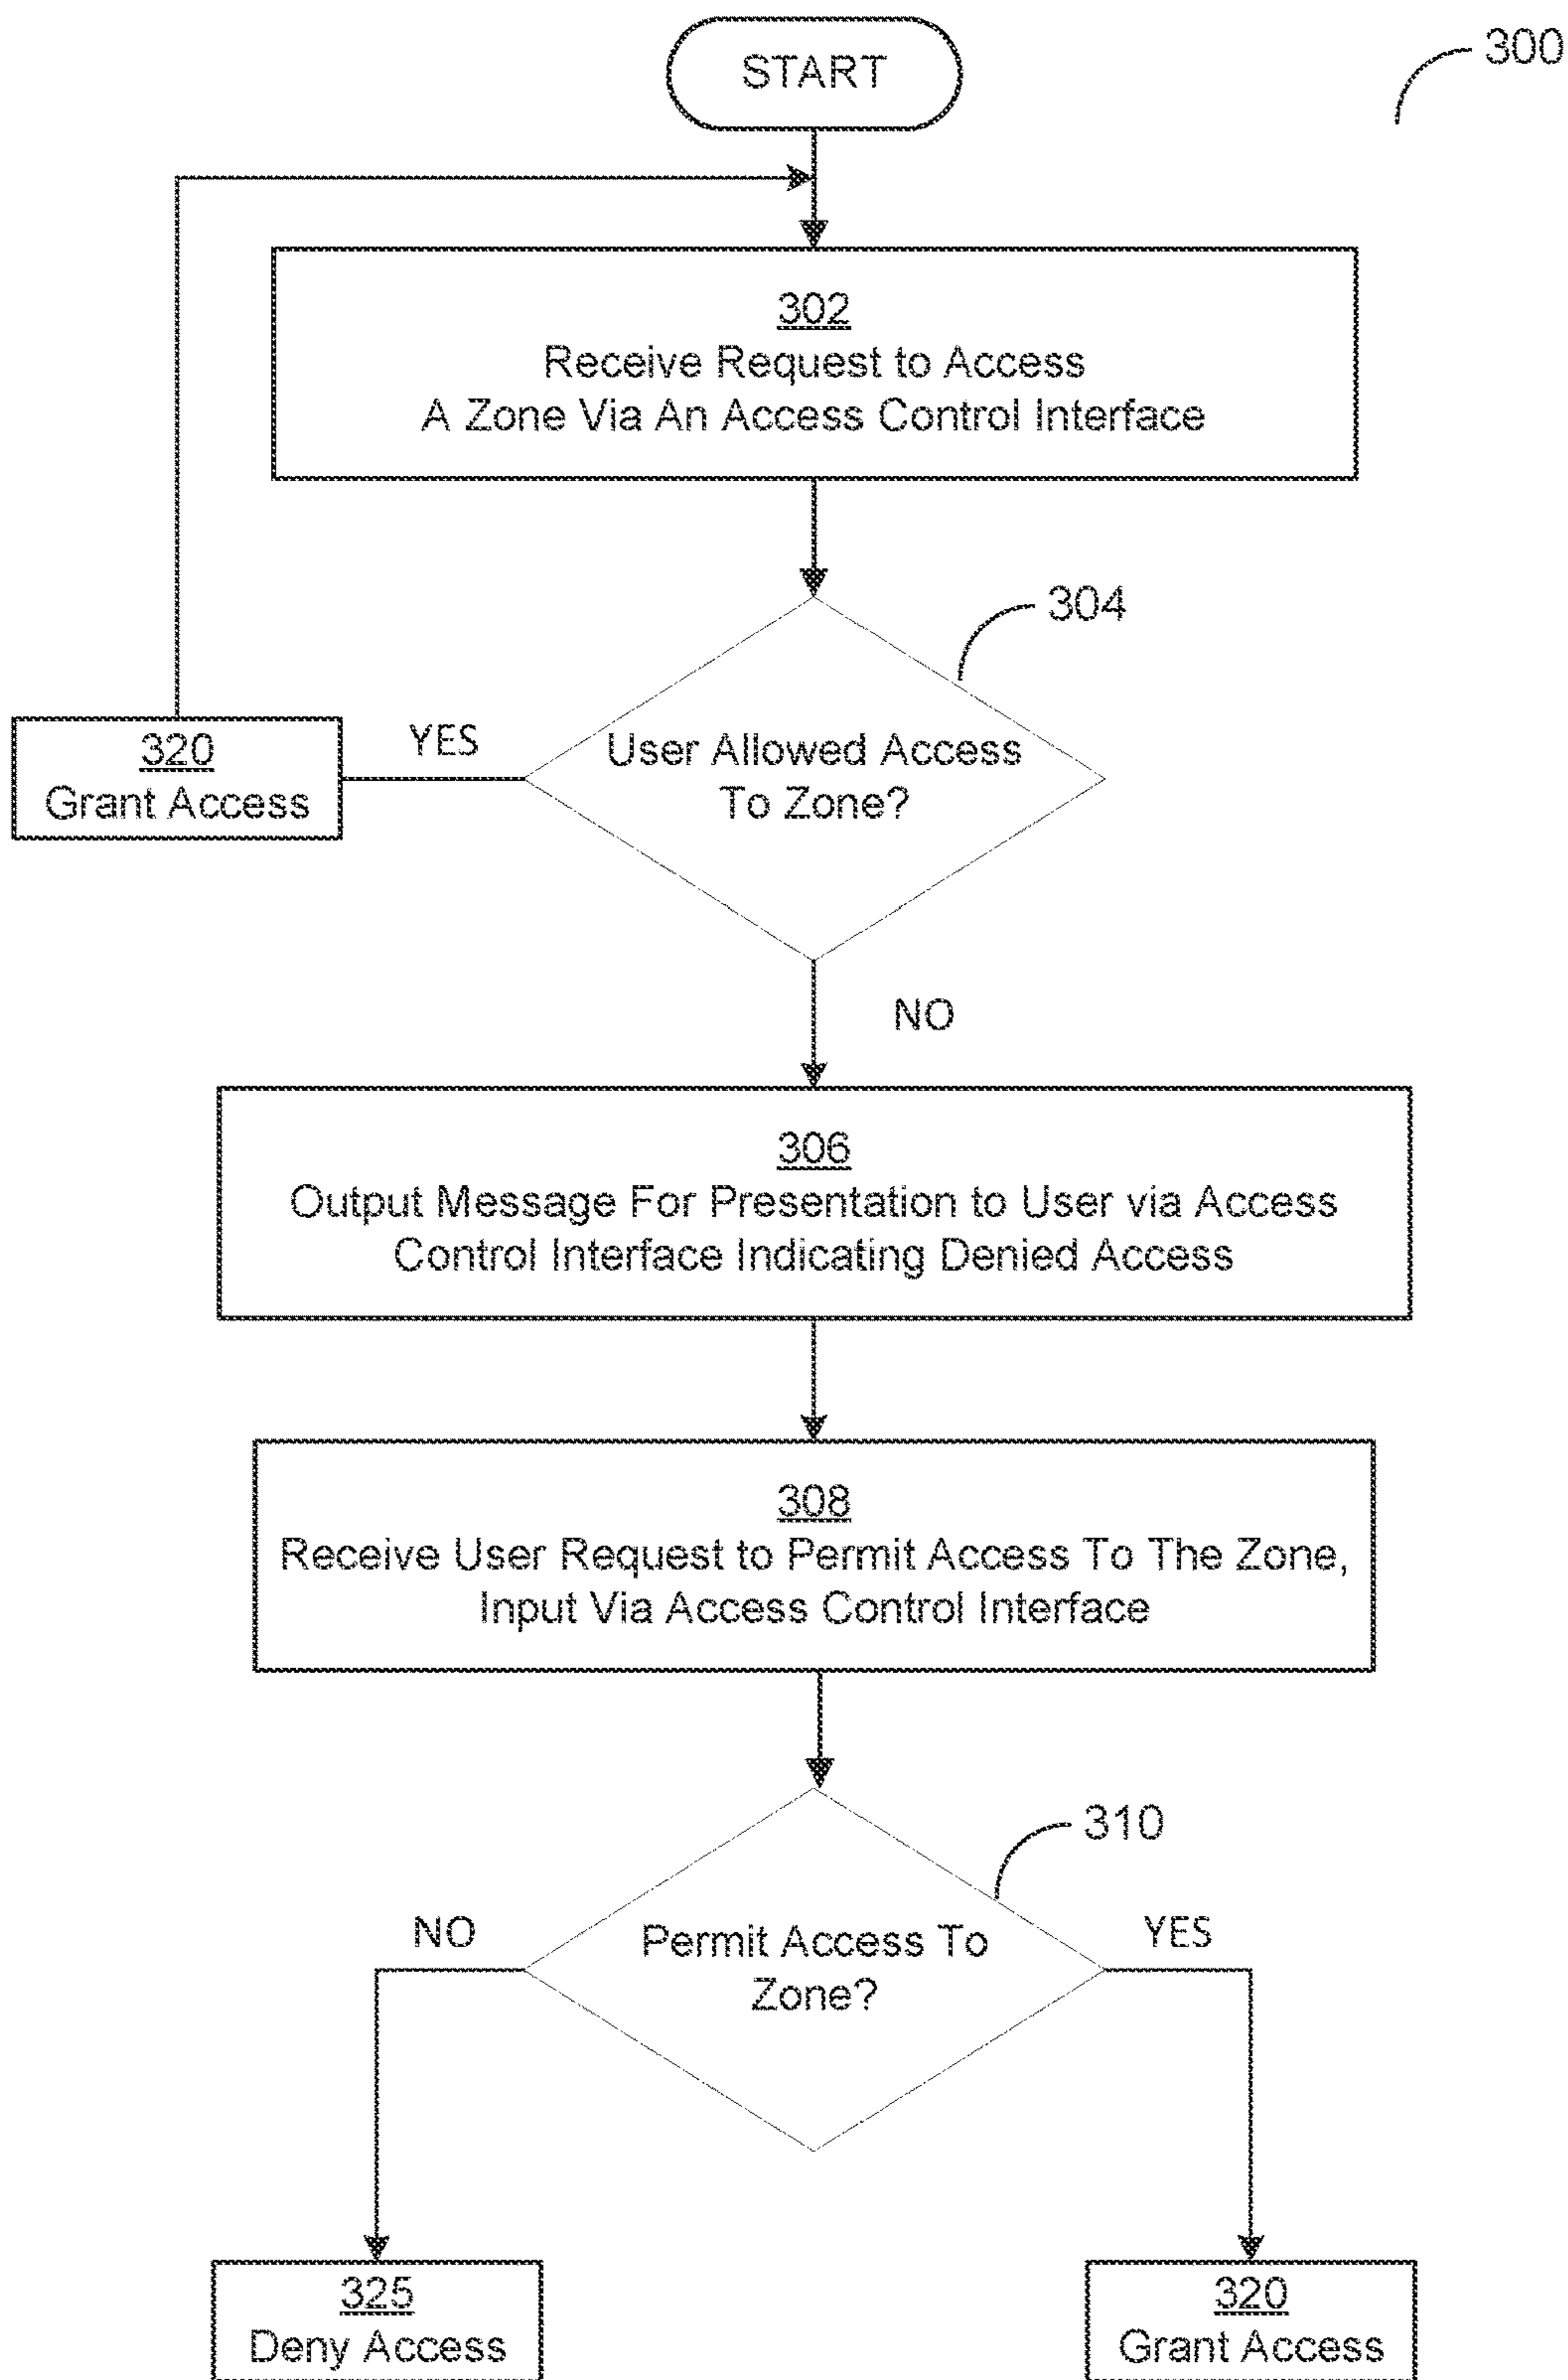 START
300
302
Receive Request to Access
A Zone Via An Access Control Interface
304
User Allowed Access
To Zone?
YES
320
Grant Access
NO
306
Output Message For Presentation to User via Access
Control Interface Indicating Denied Access
308
Receive User Request to Permit Access To The Zone,
Input Via Access Control Interface
310
Permit Access To
Zone?
NO
YES
325
Deny Access
320
Grant Access